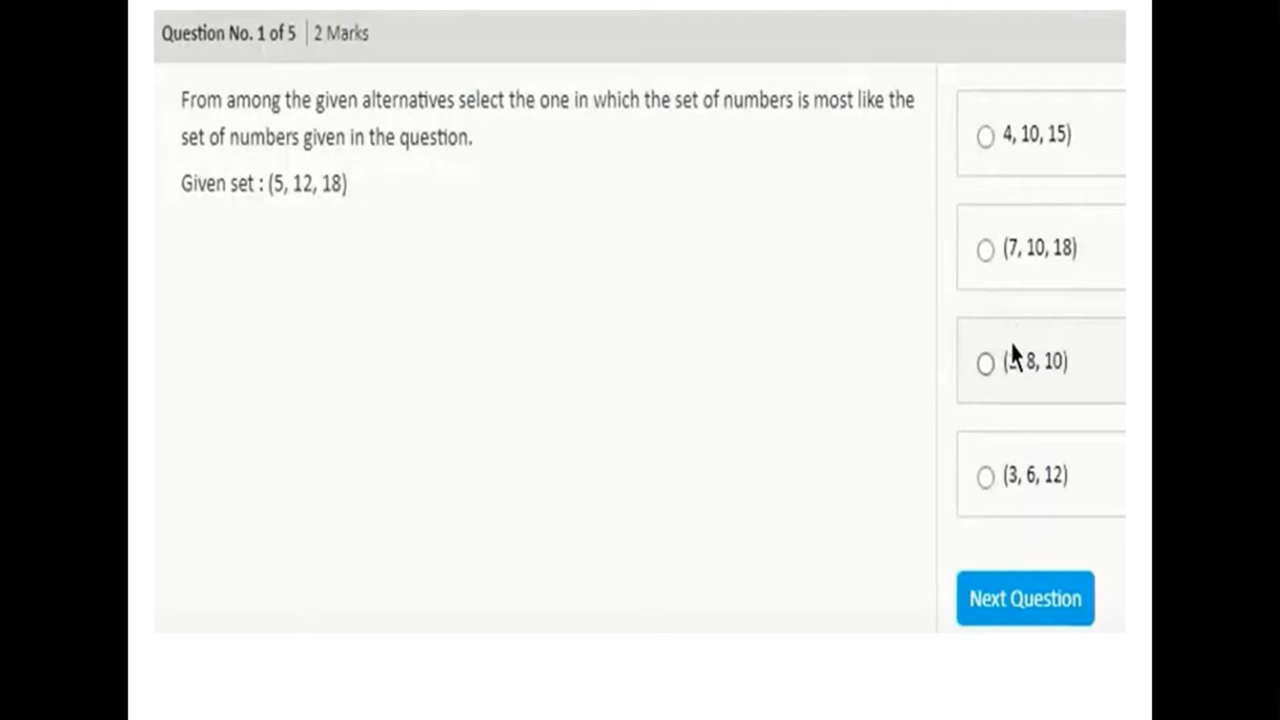 Question No. 1 of 5 | 2 Marks
From among the given alternatives select the one in which the set of numbers is most like the
set of numbers given in the question.
Given set : (5, 12, 18)
4, 10, 15)
(7, 10, 18)
8, 10)
(3, 6, 12)
Next Question